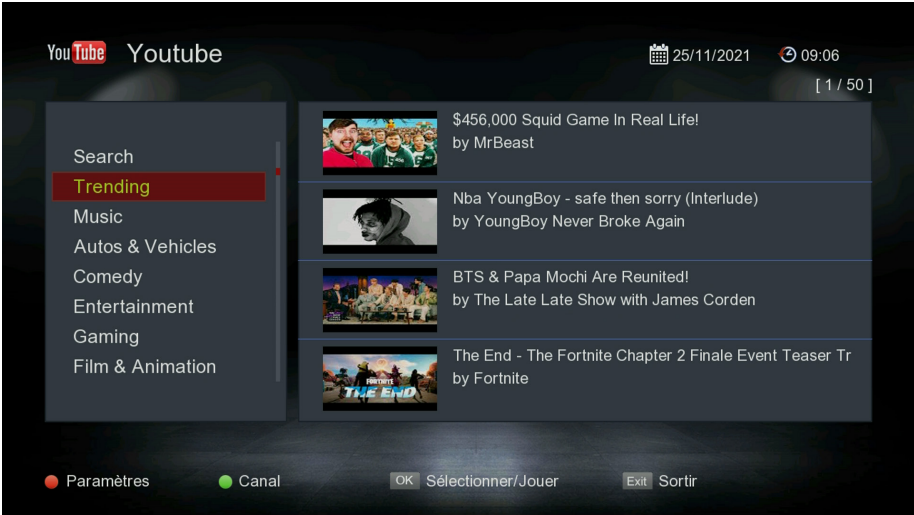 YouTube Youtube 25/11/2021 09:06
[ 1 / 50 ]
Search
Trending
Music
Autos & Vehicles
Comedy
Entertainment
Gaming
Film & Animation
$456,000 Squid Game In Real Life!
by MrBeast
Nba YoungBoy - safe then sorry (Interlude)
by YoungBoy Never Broke Again
BTS & Papa Mochi Are Reunited!
by The Late Late Show with James Corden
FORTNITE
THE END
The End - The Fortnite Chapter 2 Finale Event Teaser Tr
by Fortnite
Paramètres Canal OK Sélectionner/Jouer Exit Sortir